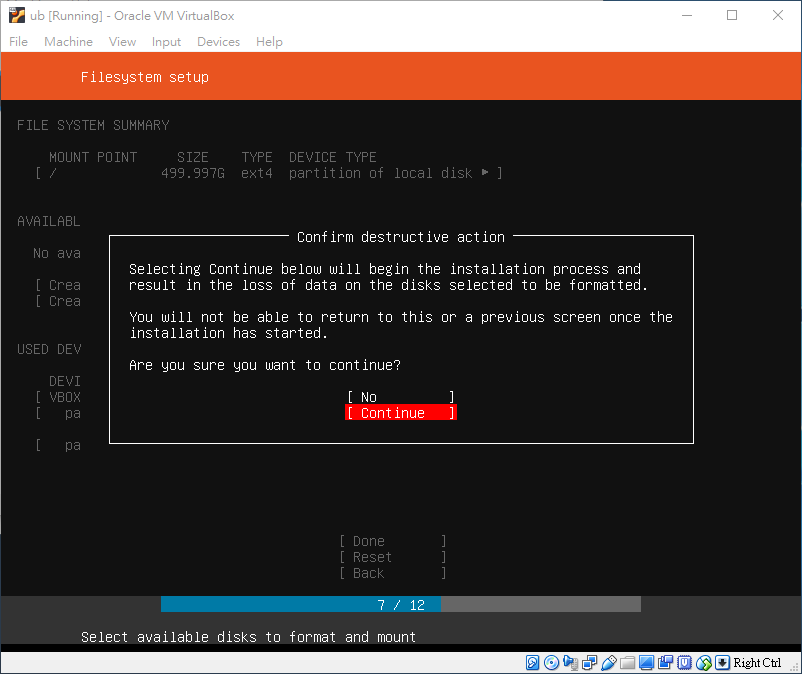 ub [Running] - Oracle VM VirtualBox
File Machine View Input Devices Help
Filesystem setup
FILE SYSTEM SUMMARY
MOUNT POINT SIZE TYPE DEVICE TYPE
[ / 499.997G ext4 partition of local disk ▸ ]
AVAILABL
Confirm destructive action
No ava
Selecting Continue below will begin the installation process and
[ Crea
result in the loss of data on the disks selected to be formatted.
[ Crea
You will not be able to return to this or a previous screen once the
installation has started.
USED DEV
Are you sure you want to continue?
DEVI
[ VBOX
[ No ]
[ pa
[ Continue ]
[ pa
[ Done ]
[ Reset ]
[ Back ]
7 / 12
Select available disks to format and mount
Right Ctrl